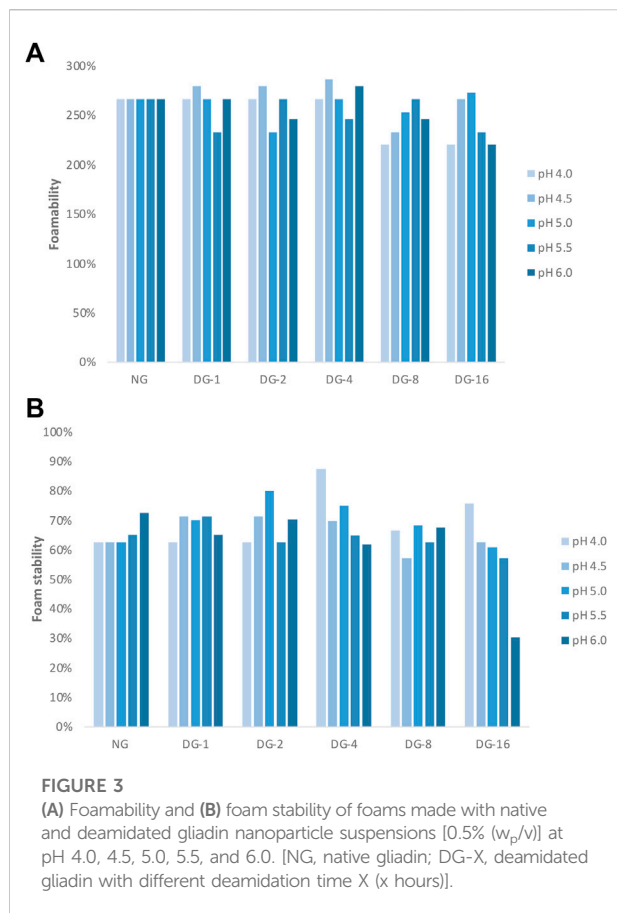 A
300%
250%
200%
150%
100%
50%
0%
Foamability
NG DG-1 DG-2 DG-4 DG-8 DG-16
pH 4.0
pH 4.5
pH 5.0
pH 5.5
pH 6.0
B
100%
90%
80%
70%
60%
50%
40%
30%
20%
10%
0%
Foam stability
NG DG-1 DG-2 DG-4 DG-8 DG-16
pH 4.0
pH 4.5
pH 5.0
pH 5.5
pH 6.0
FIGURE 3
(A) Foamability and (B) foam stability of foams made with native
and deamidated gliadin nanoparticle suspensions [0.5% (wp/v)] at
pH 4.0, 4.5, 5.0, 5.5, and 6.0. [NG, native gliadin; DG-X, deamidated
gliadin with different deamidation time X (x hours)].